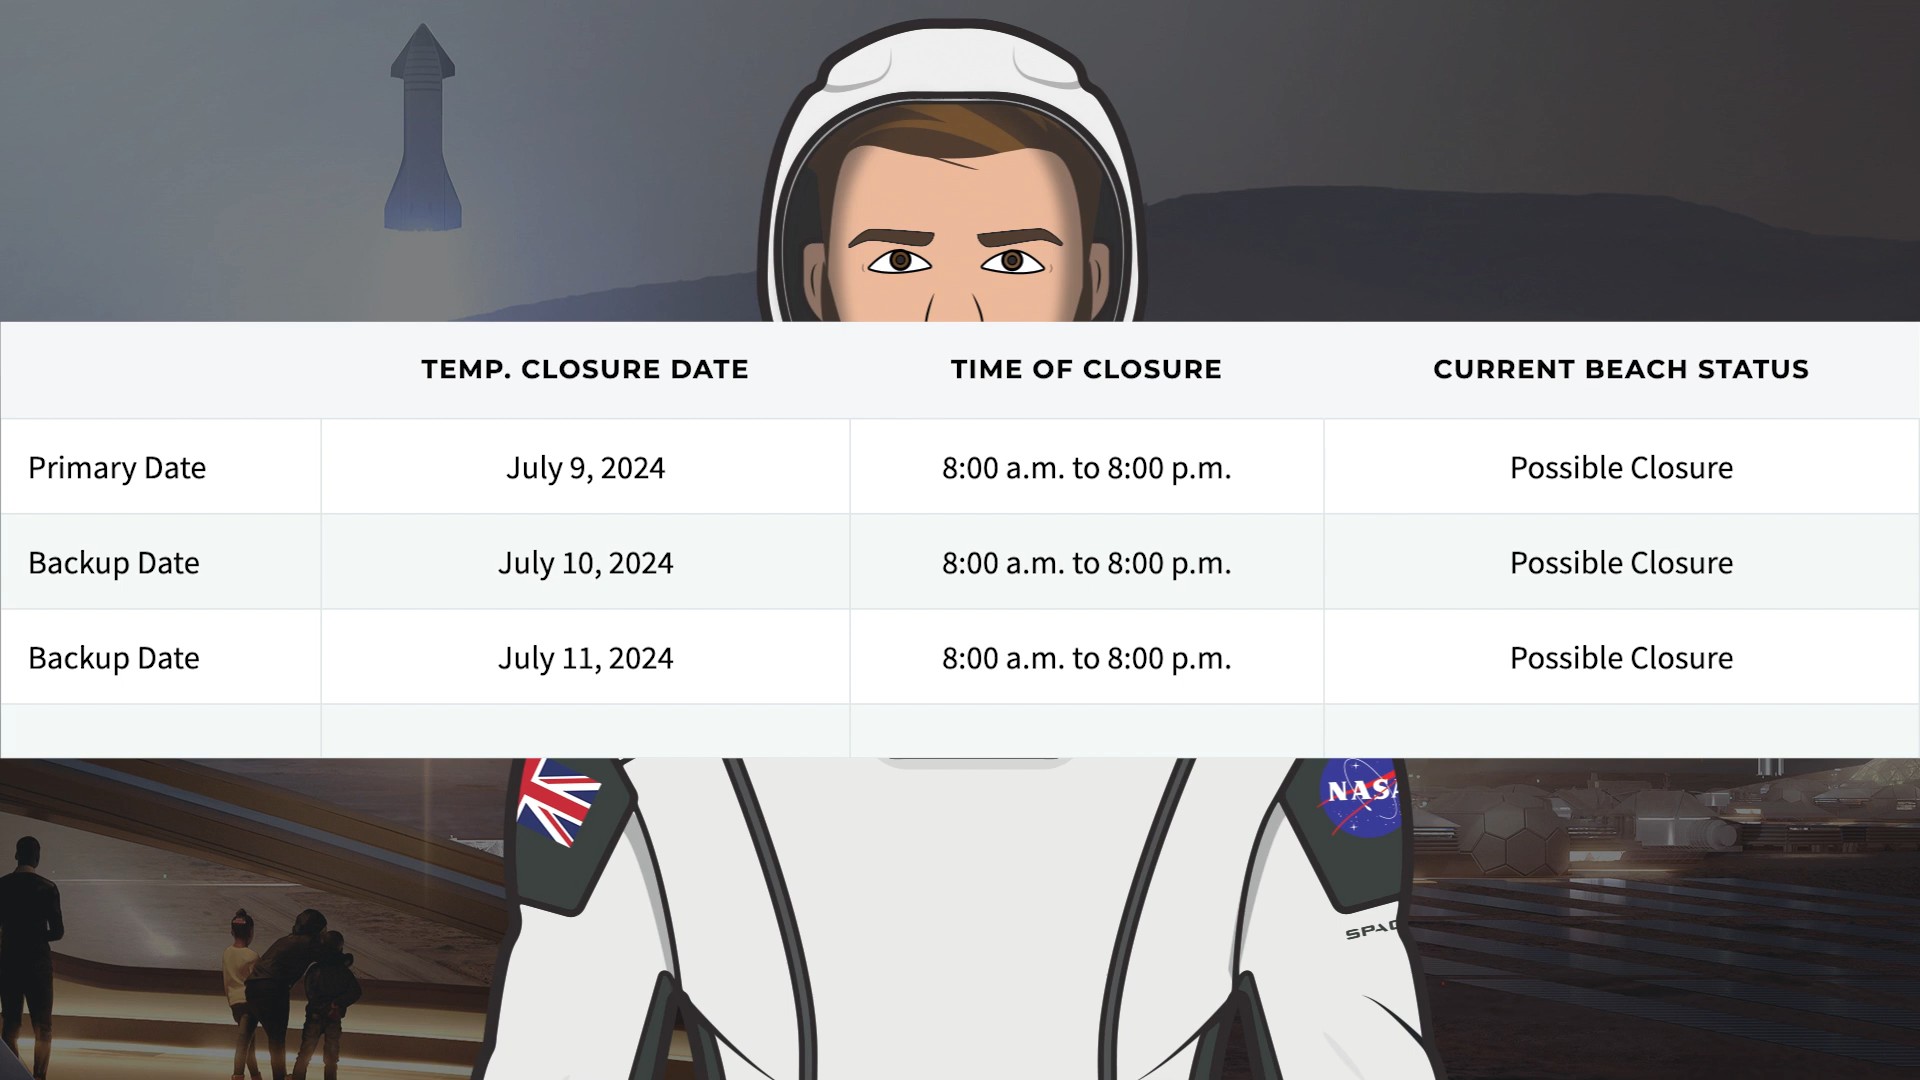 TEMP. CLOSURE DATE TIME OF CLOSURE CURRENT BEACH STATUS
Primary Date July 9, 2024 8:00 a.m. to 8:00 p.m. Possible Closure
Backup Date July 10, 2024 8:00 a.m. to 8:00 p.m. Possible Closure
Backup Date July 11, 2024 8:00 a.m. to 8:00 p.m. Possible Closure
NASA
SPAC